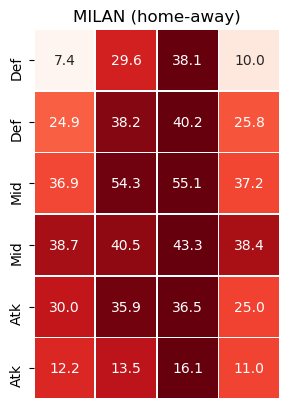 MILAN (home-away)
Def 7.4 29.6 38.1 10.0
Def 24.9 38.2 40.2 25.8
Mid 36.9 54.3 55.1 37.2
Mid 38.7 40.5 43.3 38.4
Atk 30.0 35.9 36.5 25.0
Atk 12.2 13.5 16.1 11.0